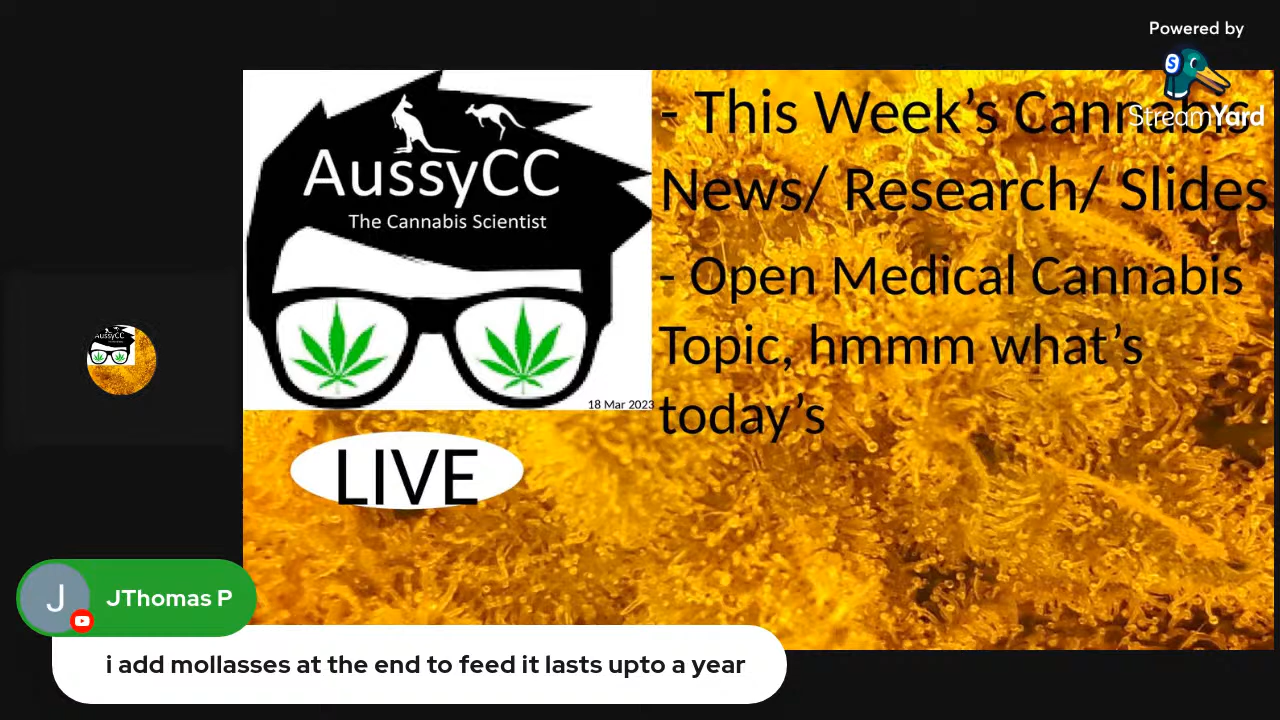 Powered by
StreamYard
AussyCC
The Cannabis Scientist
18 Mar 2023
- This Week’s Cannabis
News/ Research/ Slides
- Open Medical Cannabis
Topic, hmmm what’s
today’s
LIVE
J
JThomas P
i add mollasses at the end to feed it lasts upto a year